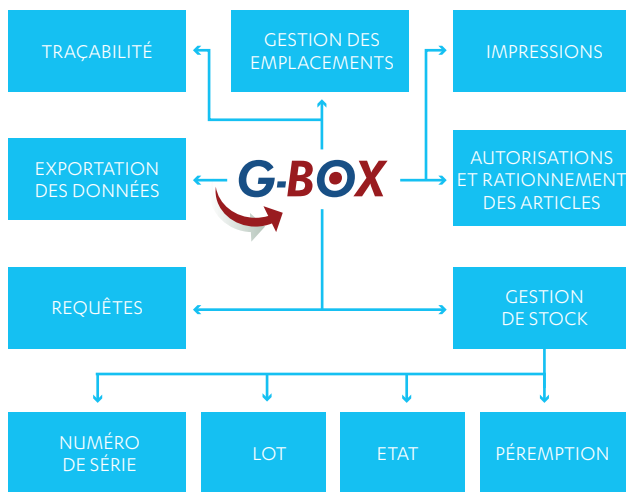 TRAÇABILITÉ
GESTION DES
EMPLACEMENTS
IMPRESSIONS
EXPORTATION
DES DONNÉES
G-BOX
AUTORISATIONS
ET RATIONNEMENT
DES ARTICLES
REQUÊTES
GESTION
DE STOCK
NUMÉRO
DE SÉRIE
LOT
ETAT
PÉREMPTION